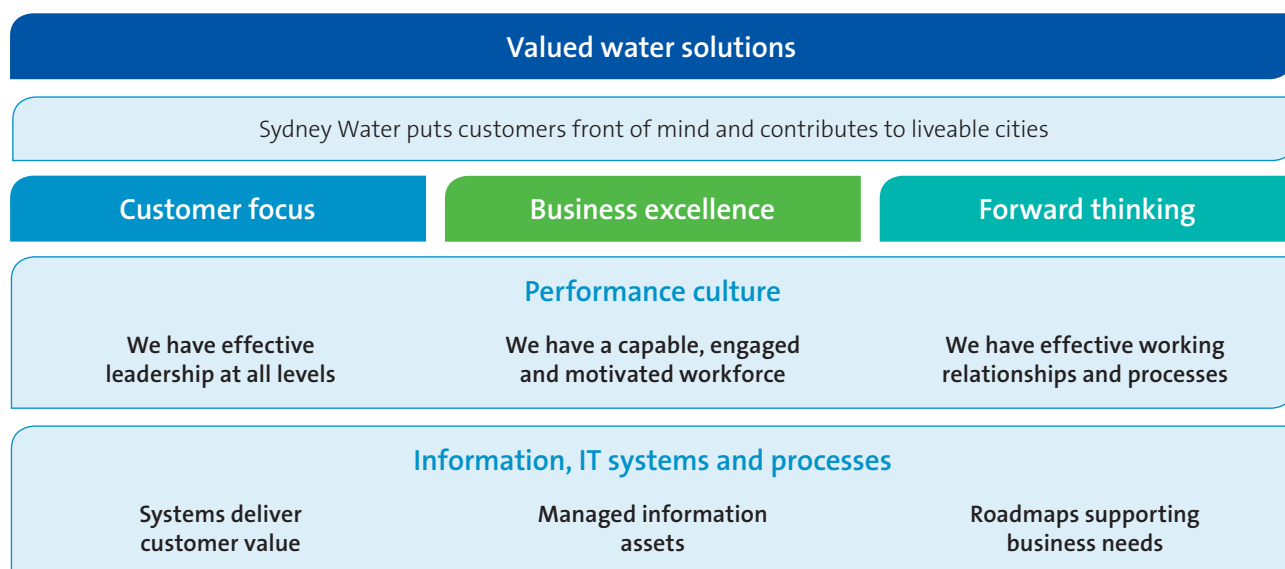 Valued water solutions
Sydney Water puts customers front of mind and contributes to liveable cities
Customer focus
Business excellence
Forward thinking
Performance culture
We have effective
leadership at all levels
We have a capable, engaged
and motivated workforce
We have effective working
relationships and processes
Information, IT systems and processes
Systems deliver
customer value
Managed information
assets
Roadmaps supporting
business needs